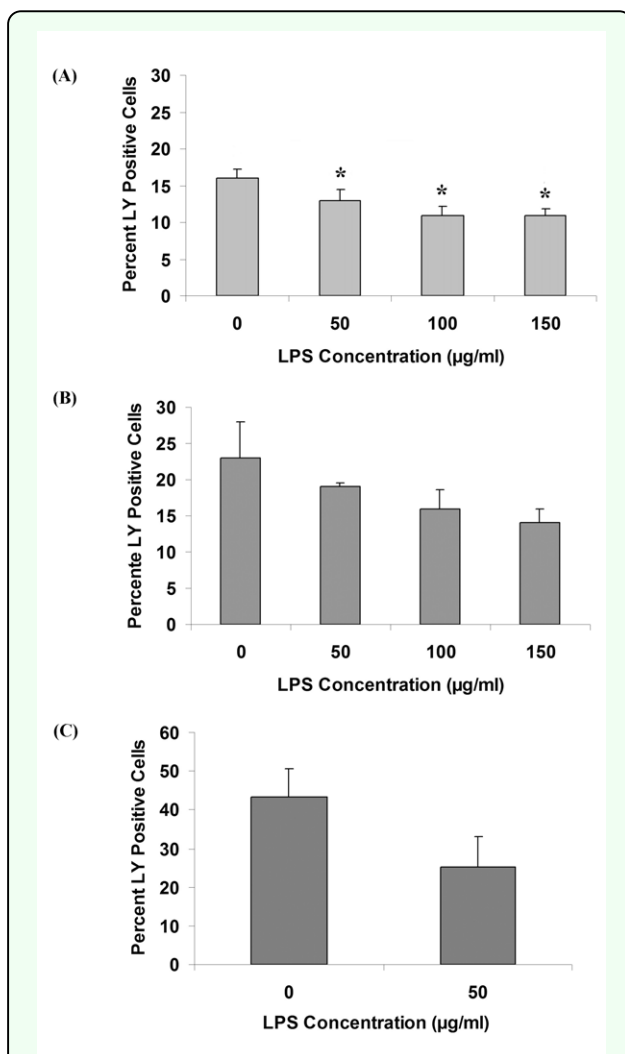 (A)
30
25
20
15
10
5
0
Percent LY Positive Cells
* * *
0 50 100 150
LPS Concentration (µg/ml)
(B)
30
25
20
15
10
5
0
Percente LY Positive Cells
0 50 100 150
LPS Concentration (µg/ml)
(C)
60
50
40
30
20
10
0
Percent LY Positive Cells
0 50
LPS Concentration (µg/ml)